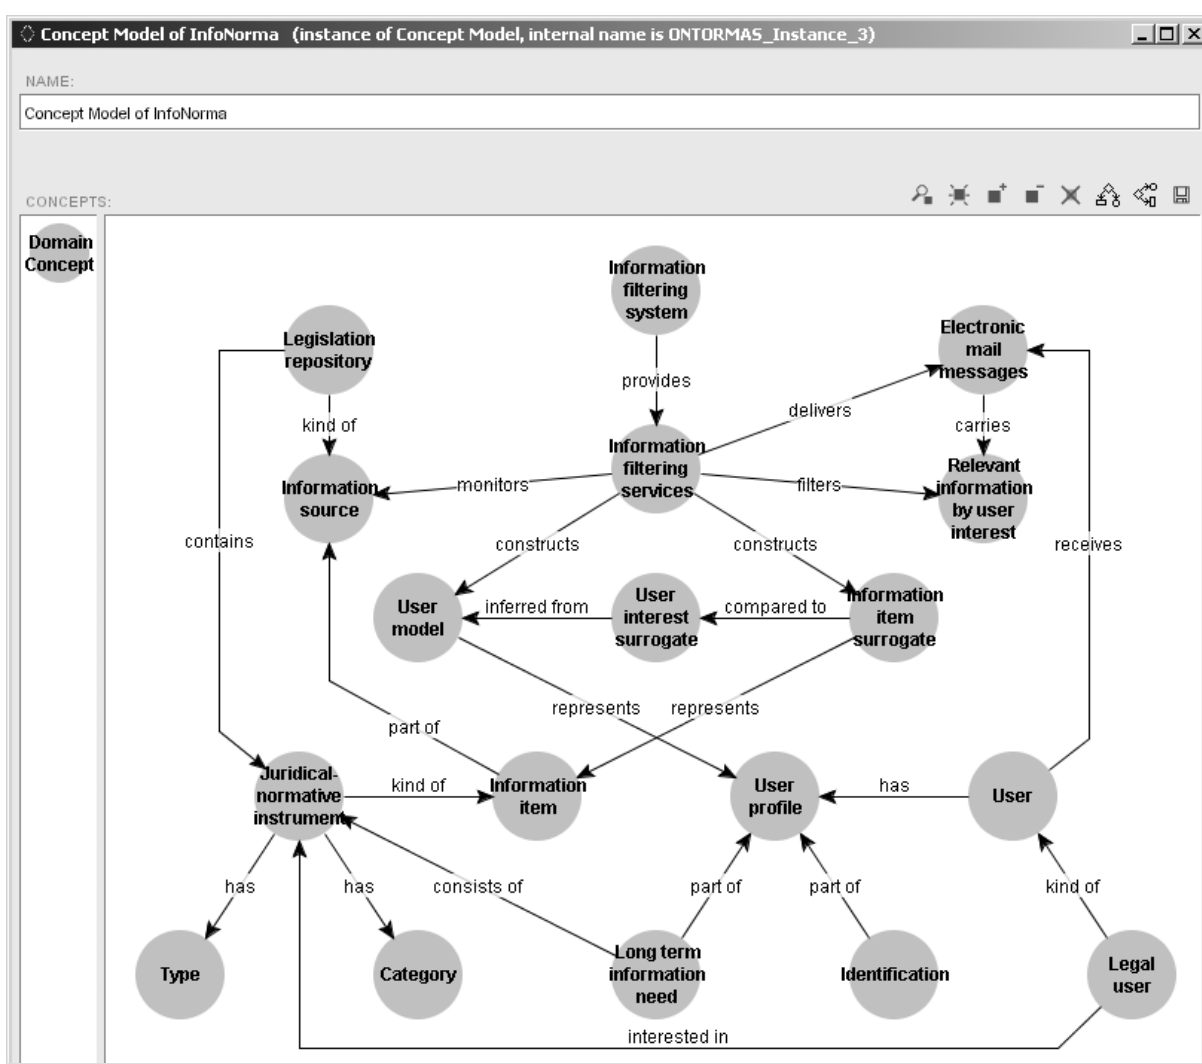 Concept Model of InfoNorma (instance of Concept Model, internal name is ONTORMAS_Instance_3)
NAME:
Concept Model of InfoNorma
CONCEPTS:
Domain
Concept
Information
filtering
system
Legislation
repository
Electronic
mail
messages
provides
delivers
kind of
carries
Information
filtering
services
Information
source
monitors
filters
Relevant
information
by user
interest
contains
constructs
constructs
receives
User
model
inferred from
User
interest
surrogate
compared to
Information
item
surrogate
represents
represents
part of
Juridical-
normative
instrument
kind of
Information
item
User
profile
has
User
has
has
consists of
part of
part of
kind of
Type
Category
Long term
information
need
Identification
Legal
user
interested in